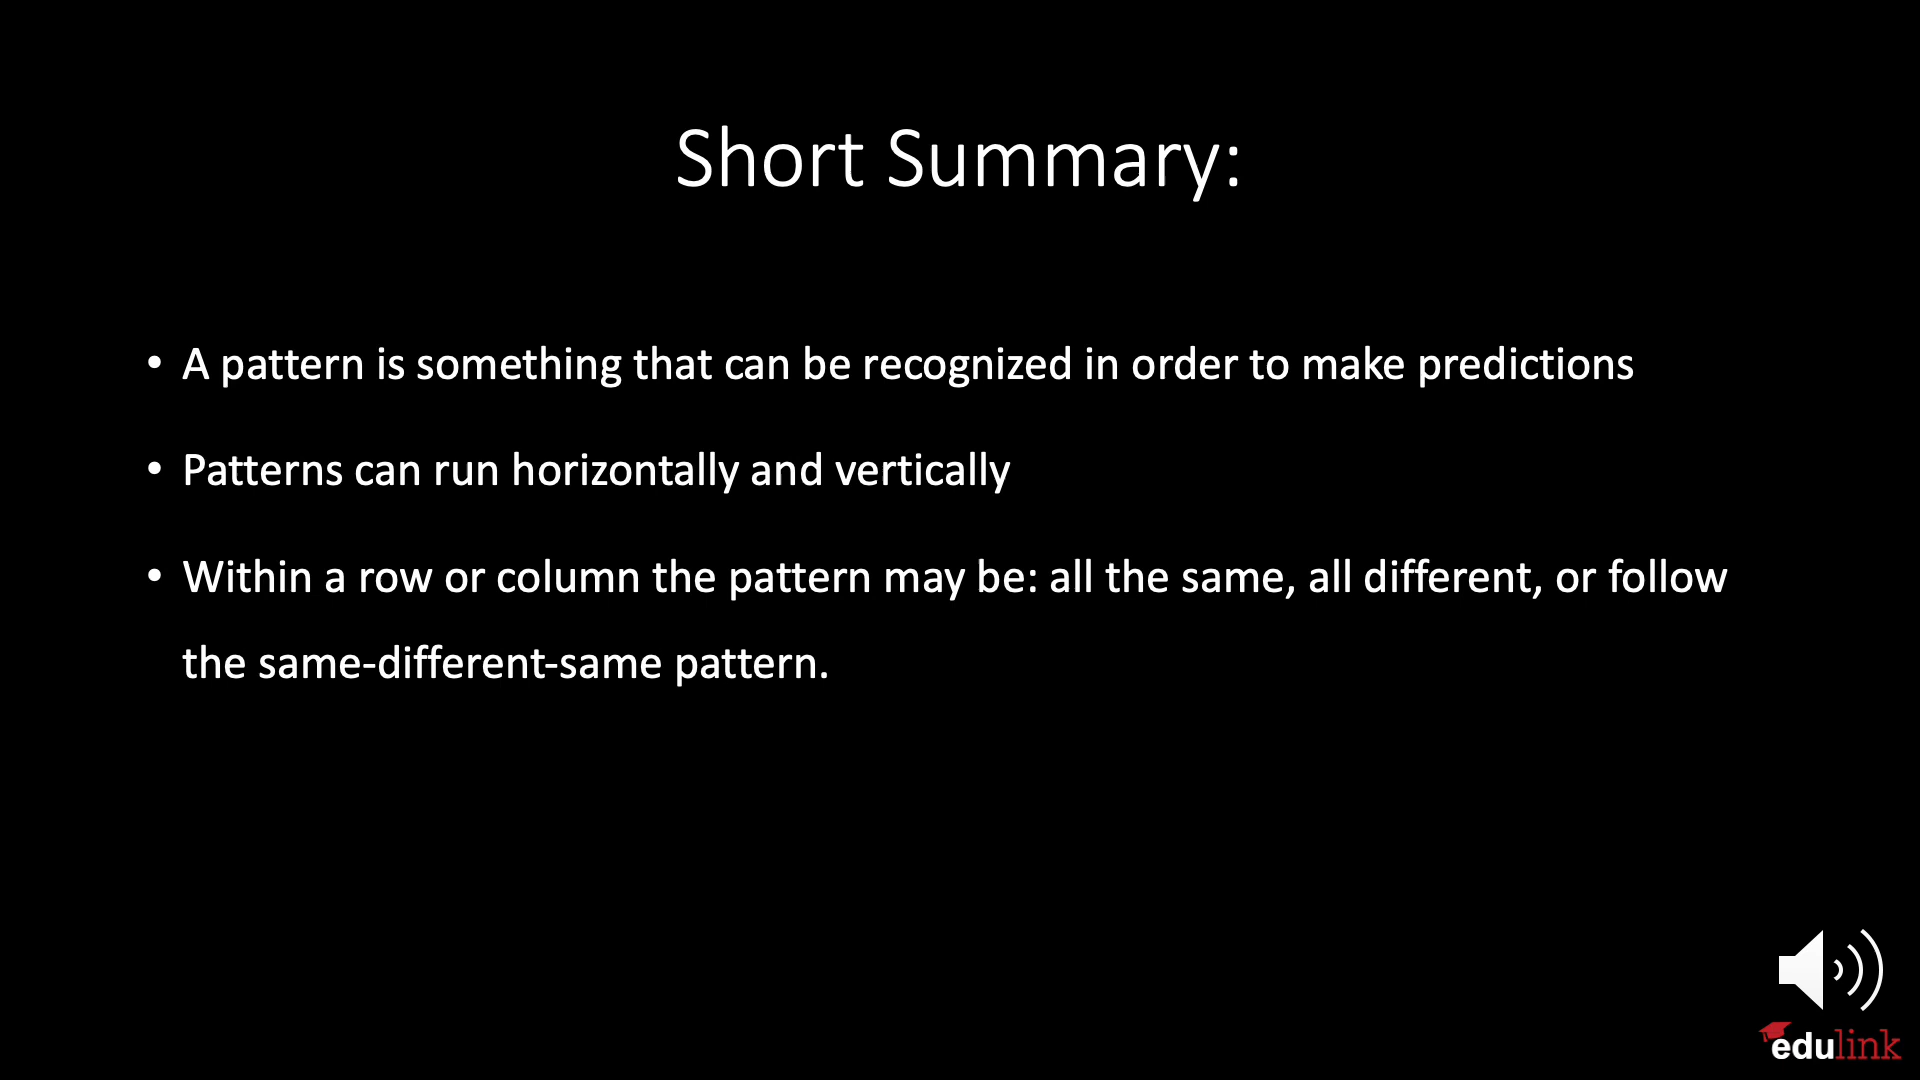 Short Summary:
• A pattern is something that can be recognized in order to make predictions
• Patterns can run horizontally and vertically
• Within a row or column the pattern may be: all the same, all different, or follow
the same-different-same pattern.
edulink